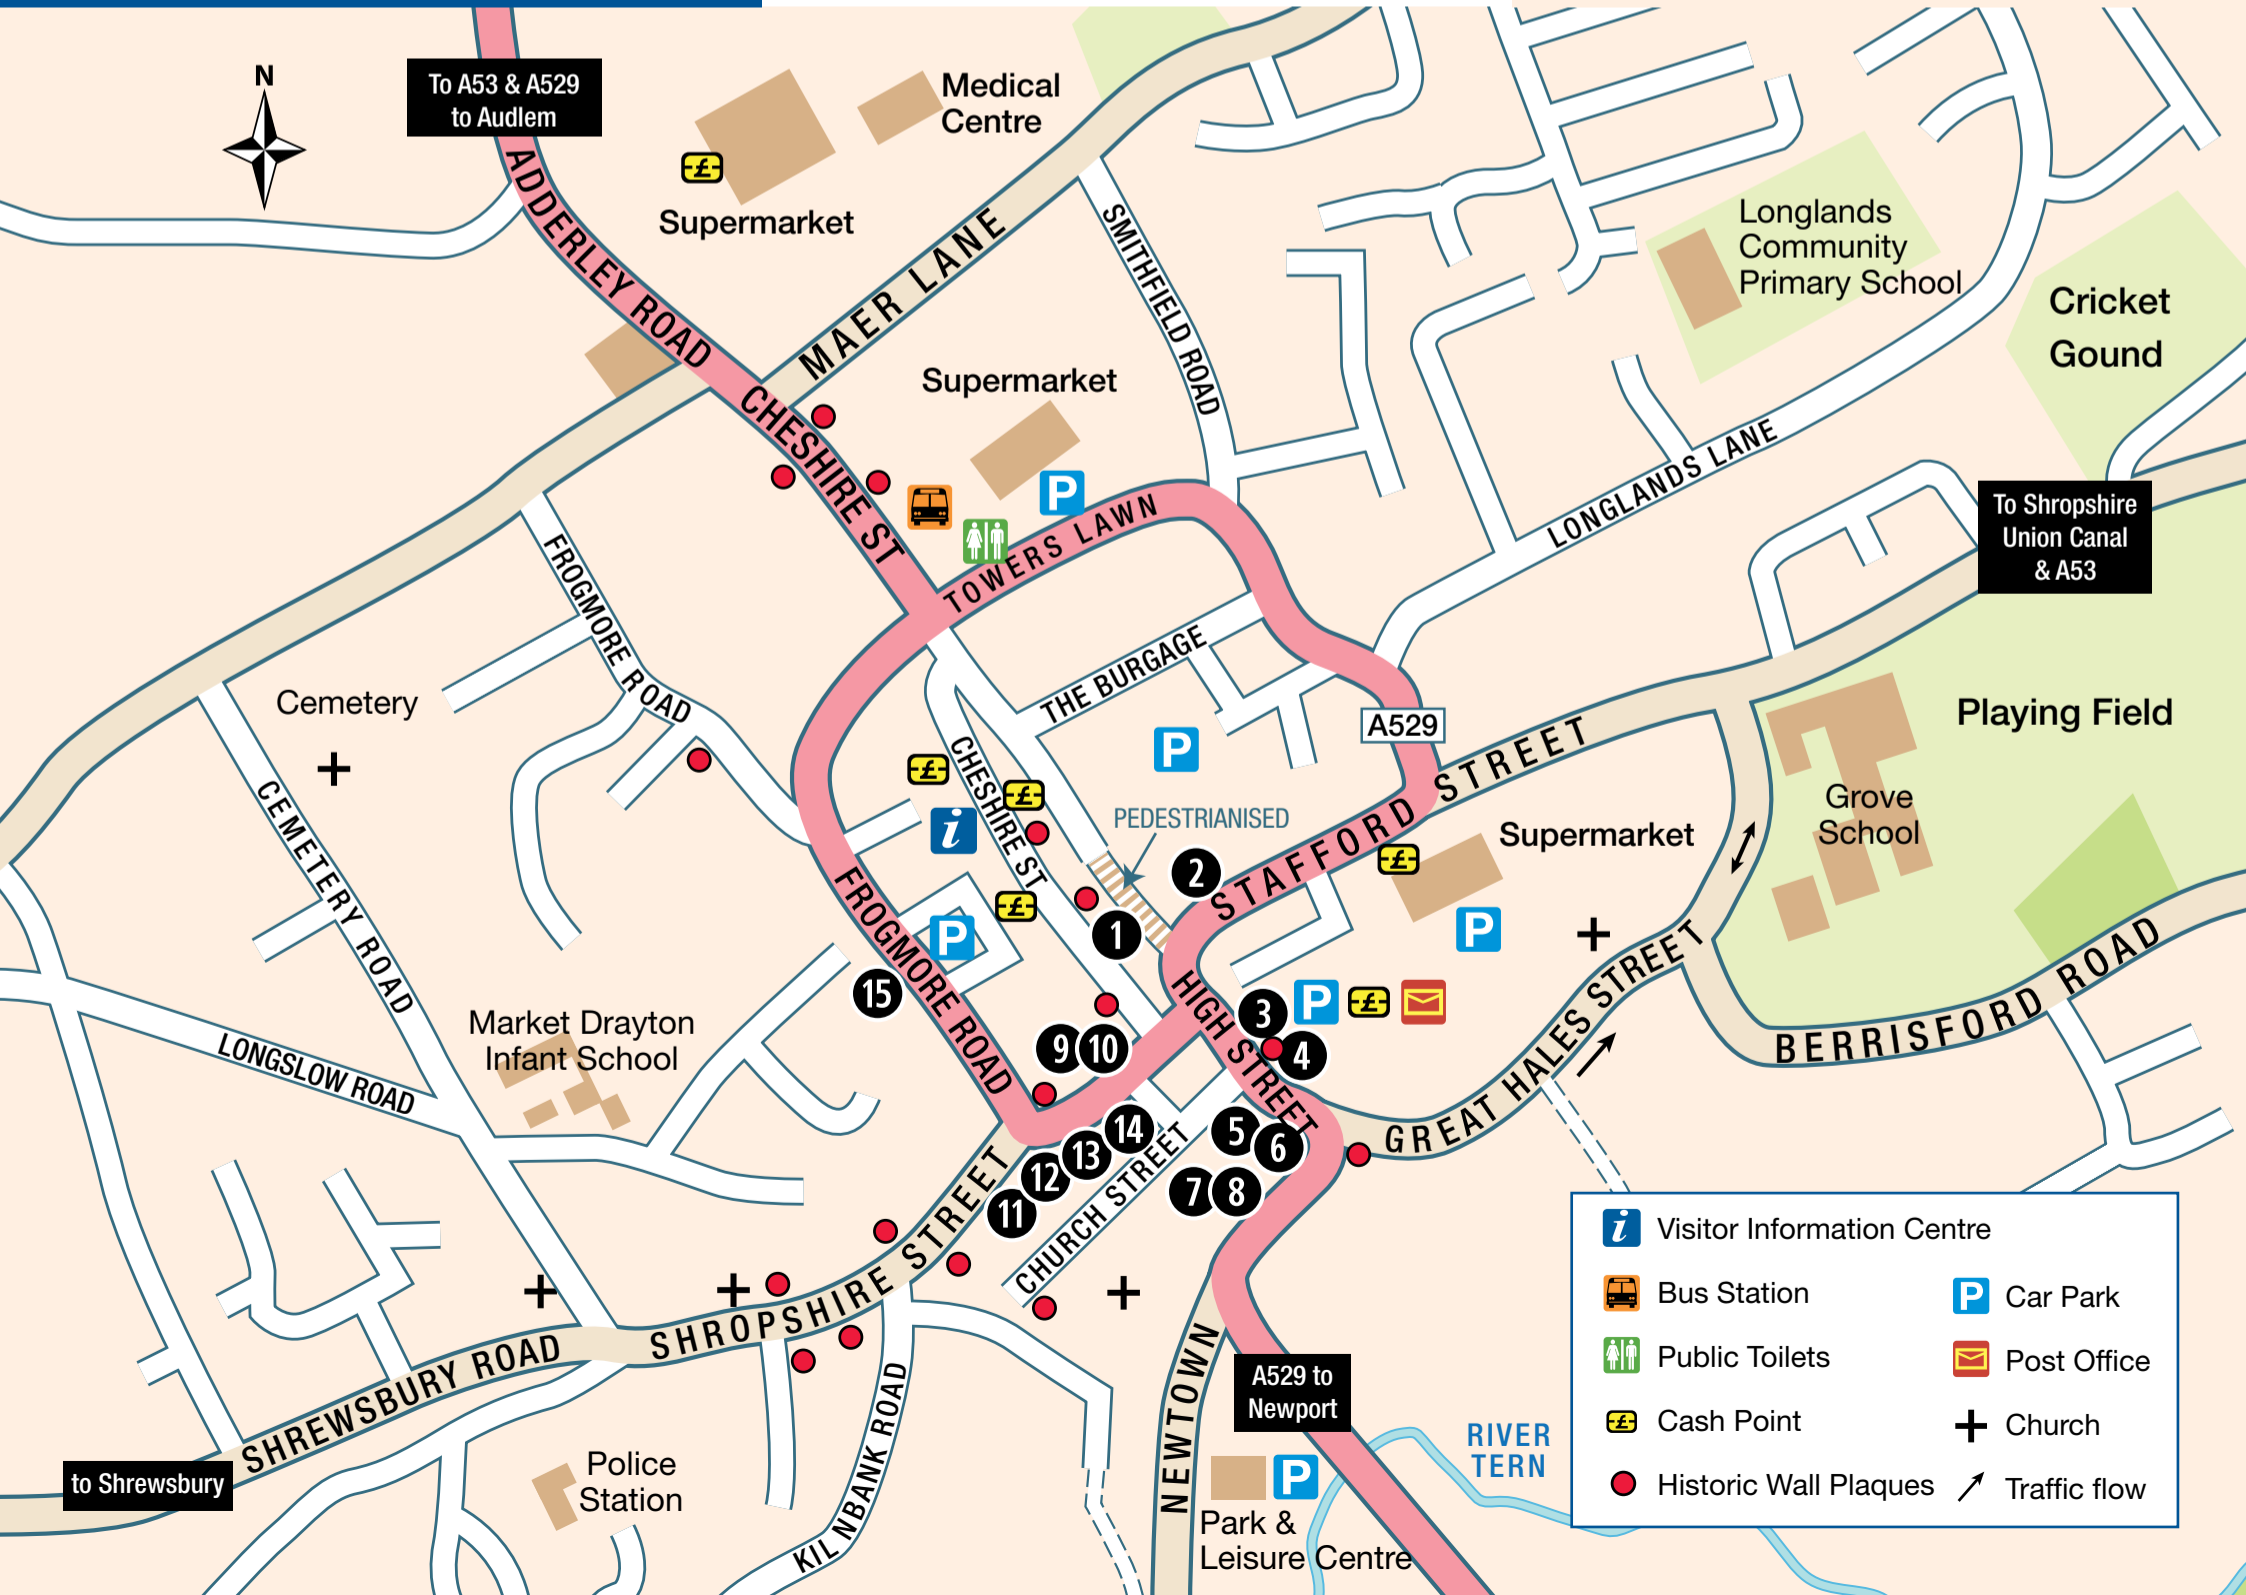 N
To A53 & A529
to Audlem
Medical
Centre
Supermarket
ADDERLEY ROAD
MAER LANE
SMITHFIELD ROAD
Longlands
Community
Primary School
Cricket
Gound
Supermarket
CHESHIRE ST
P
TOWERS LAWN
LONGLANDS LANE
To Shropshire
Union Canal
& A53
FROGMORE ROAD
THE BURGAGE
Cemetery
A529
Playing Field
STAFFORD STREET
P
CEMETERY ROAD
CHESHIRE ST
i
PEDESTRIANISED
Grove
School
Supermarket
2
£
£
£
£
£
£
P
P
1
FROGMORE ROAD
15
HIGH STREET
3
P
4
9
10
GREAT HALES STREET
BERRISFORD ROAD
Market Drayton
Infant School
LONGSLOW ROAD
14
13
12
11
5
6
7
8
CHURCH STREET
SHROPSHIRE STREET
SHREWSBURY ROAD
to Shrewsbury
Police
Station
KILNBANK ROAD
NEWTOWN
A529 to
Newport
P
Park &
Leisure Centre
RIVER
TERN
i Visitor Information Centre
Bus Station
P Car Park
Public Toilets
Post Office
£ Cash Point
Church
Historic Wall Plaques
Traffic flow